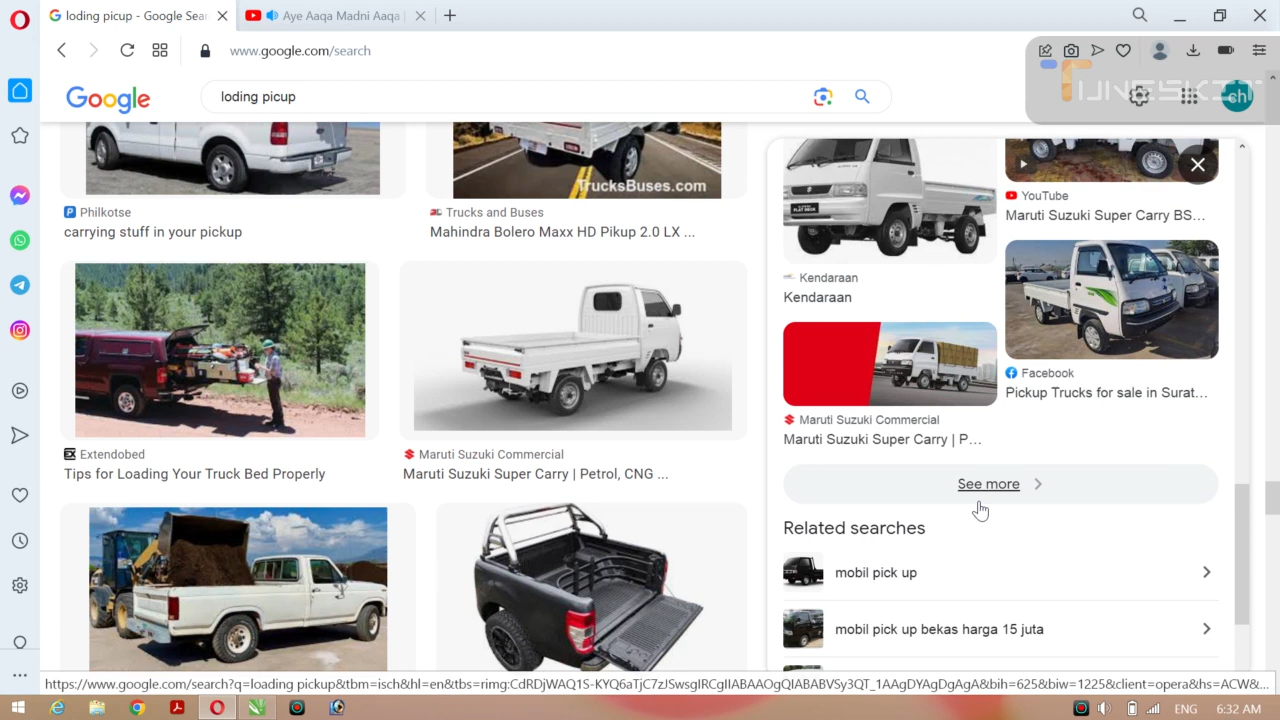 loding picup - Google Sear
Aye Aaqa Madni Aaqa
www.google.com/search
TUNESKIT
Google
loding picup
ch
TrucksBuses.com
Philkotse
carrying stuff in your pickup
Trucks and Buses
Mahindra Bolero Maxx HD Pikup 2.0 LX ...
YouTube
Maruti Suzuki Super Carry BS...
Kendaraan
Kendaraan
Facebook
Pickup Trucks for sale in Surat...
Maruti Suzuki Commercial
Maruti Suzuki Super Carry | P...
EX Extendobed
Tips for Loading Your Truck Bed Properly
Maruti Suzuki Commercial
Maruti Suzuki Super Carry | Petrol, CNG ...
See more
Related searches
mobil pick up
mobil pick up bekas harga 15 juta
https://www.google.com/search?q=loading pickup&tbm=isch&hl=en&tbs=rimg:CdRDjWAQ1S-KYQ6aTjC7zJSwsgIRCgIIABAAOgQIABABVSy3QT_1AAgDYAgDgAgA&bih=625&biw=1225&client=opera&hs=ACW&...
ENG
6:32 AM